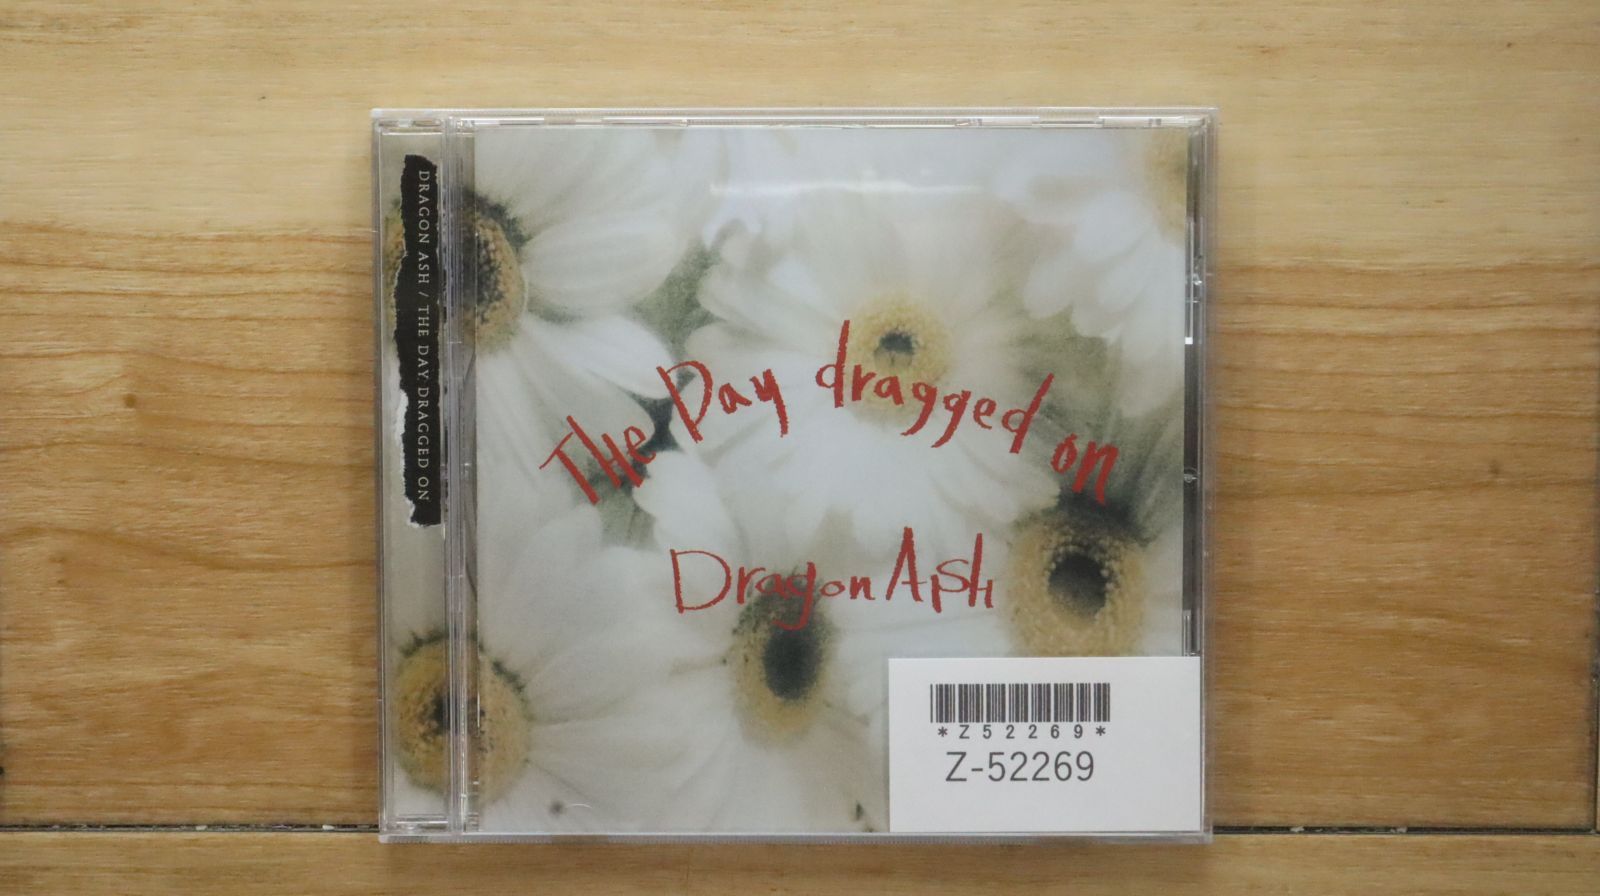 DRAGON ASH / THE DAY DRAGGED ON
The Day dragged on
Dragon Ash
*Z52269*
Z-52269